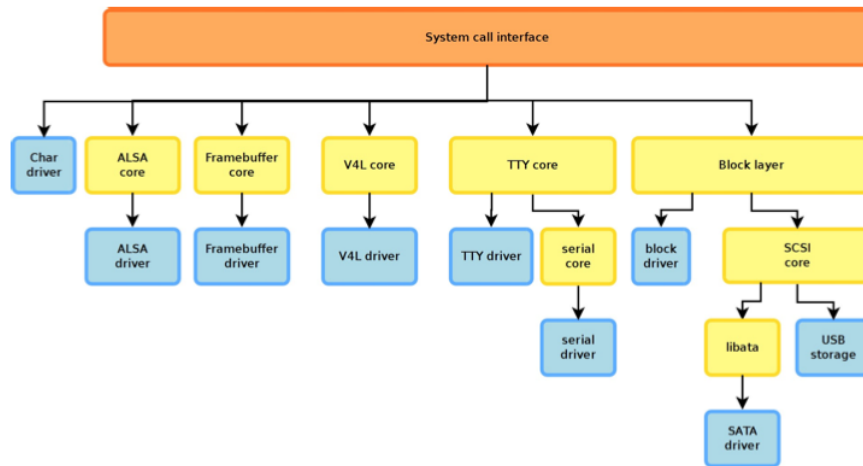 System call interface
Char
driver
ALSA
core
Framebuffer
core
V4L core
TTY core
Block layer
ALSA
driver
Framebuffer
driver
V4L driver
TTY driver
serial
core
block
driver
SCSI
core
serial
driver
libata
USB
storage
SATA
driver